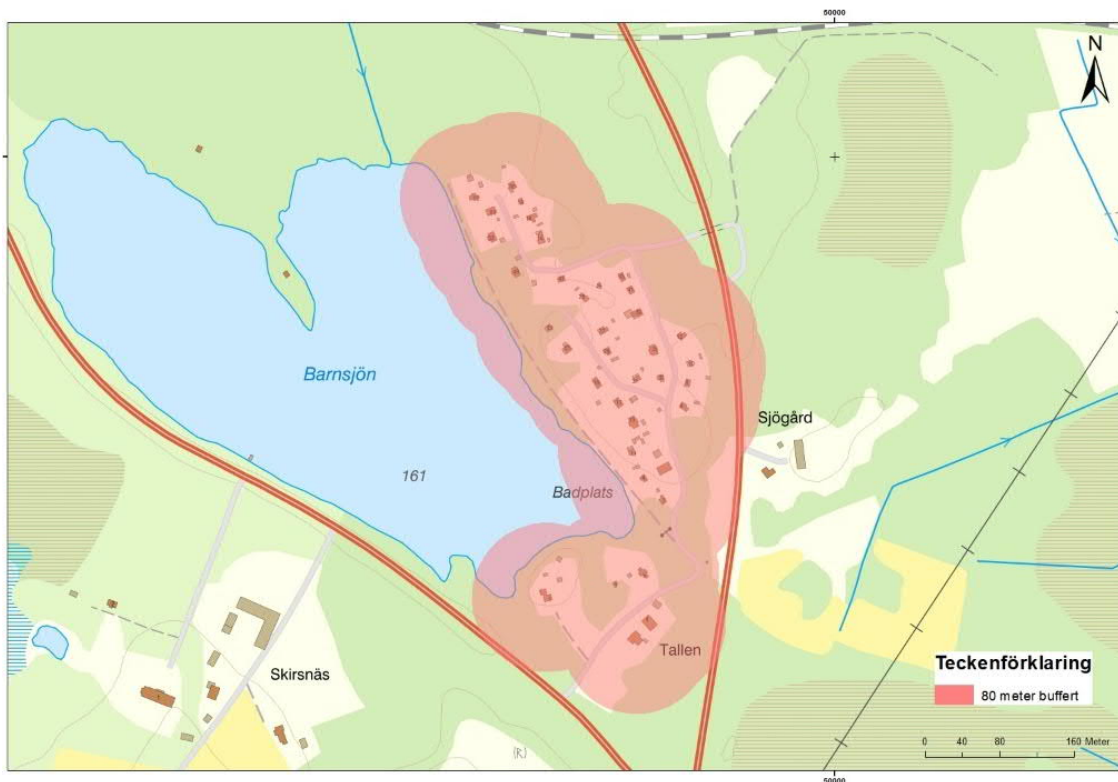 50000
N
Barnsjön
Sjögård
161
Badplats
Tallen
Skirsnäs
Teckenförklaring
80 meter buffert
0 40 80 160 Meter
(R)
50000